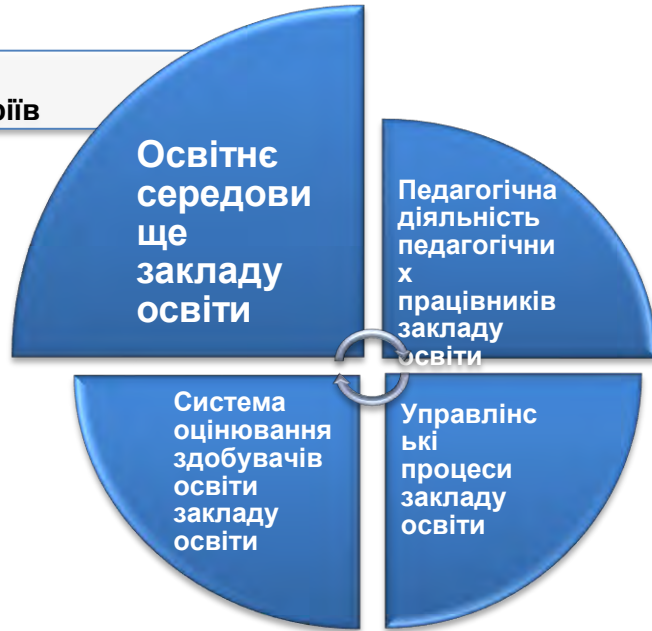 Освітнє
середови
ще
закладу
освіти
Педагогічна
діяльність
педагогічни
х
працівників
закладу
освіти
Система
оцінювання
здобувачів
освіти
закладу
освіти
Управлінс
ькі
процеси
закладу
освіти